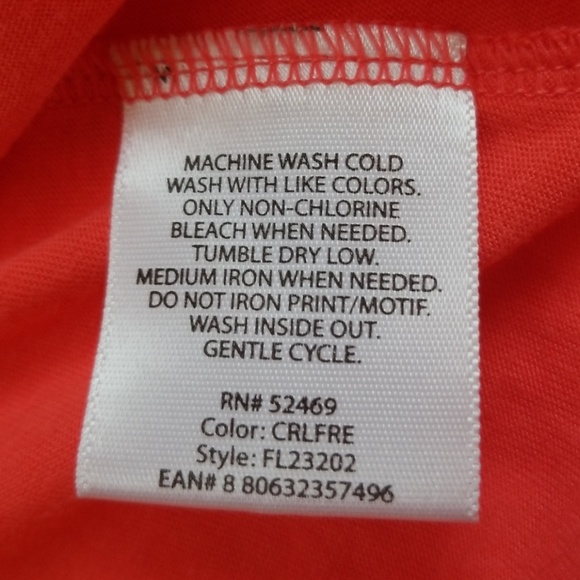 MACHINE WASH COLD
WASH WITH LIKE COLORS.
ONLY NON-CHLORINE
BLEACH WHEN NEEDED.
TUMBLE DRY LOW.
MEDIUM IRON WHEN NEEDED.
DO NOT IRON PRINT/MOTIF.
WASH INSIDE OUT.
GENTLE CYCLE.
RN# 52469
Color: CRLFRE
Style: FL23202
EAN# 8 80632357496